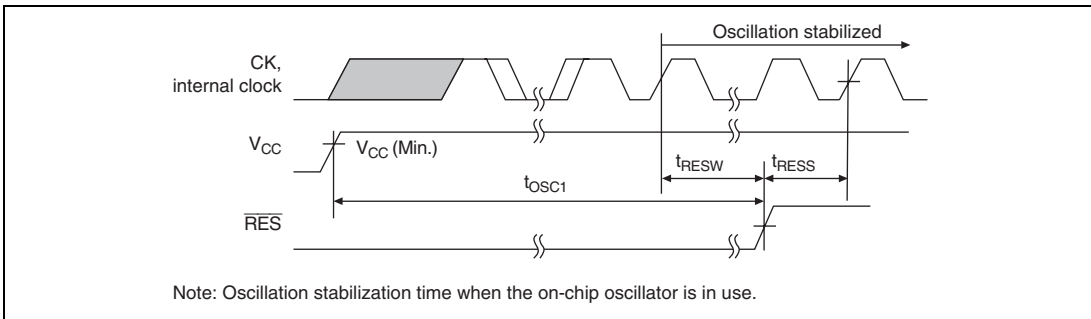 Oscillation stabilized
CK,
internal clock
VCC
VCC (Min.)
tRESW
tRESS
tOSC1
RES
Note: Oscillation stabilization time when the on-chip oscillator is in use.